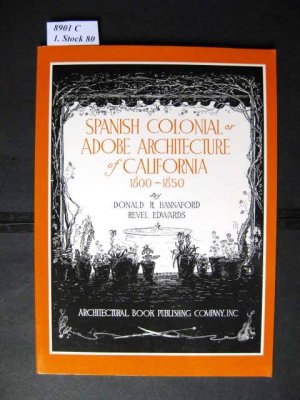 8901 C
1. Stock 80
SPANISH COLONIAL or
ADOBE ARCHITECTURE
of CALIFORNIA
1800-1850
By
DONALD R. HANNAFORD
REVEL EDWARDS
ARCHITECTURAL BOOK PUBLISHING COMPANY, INC